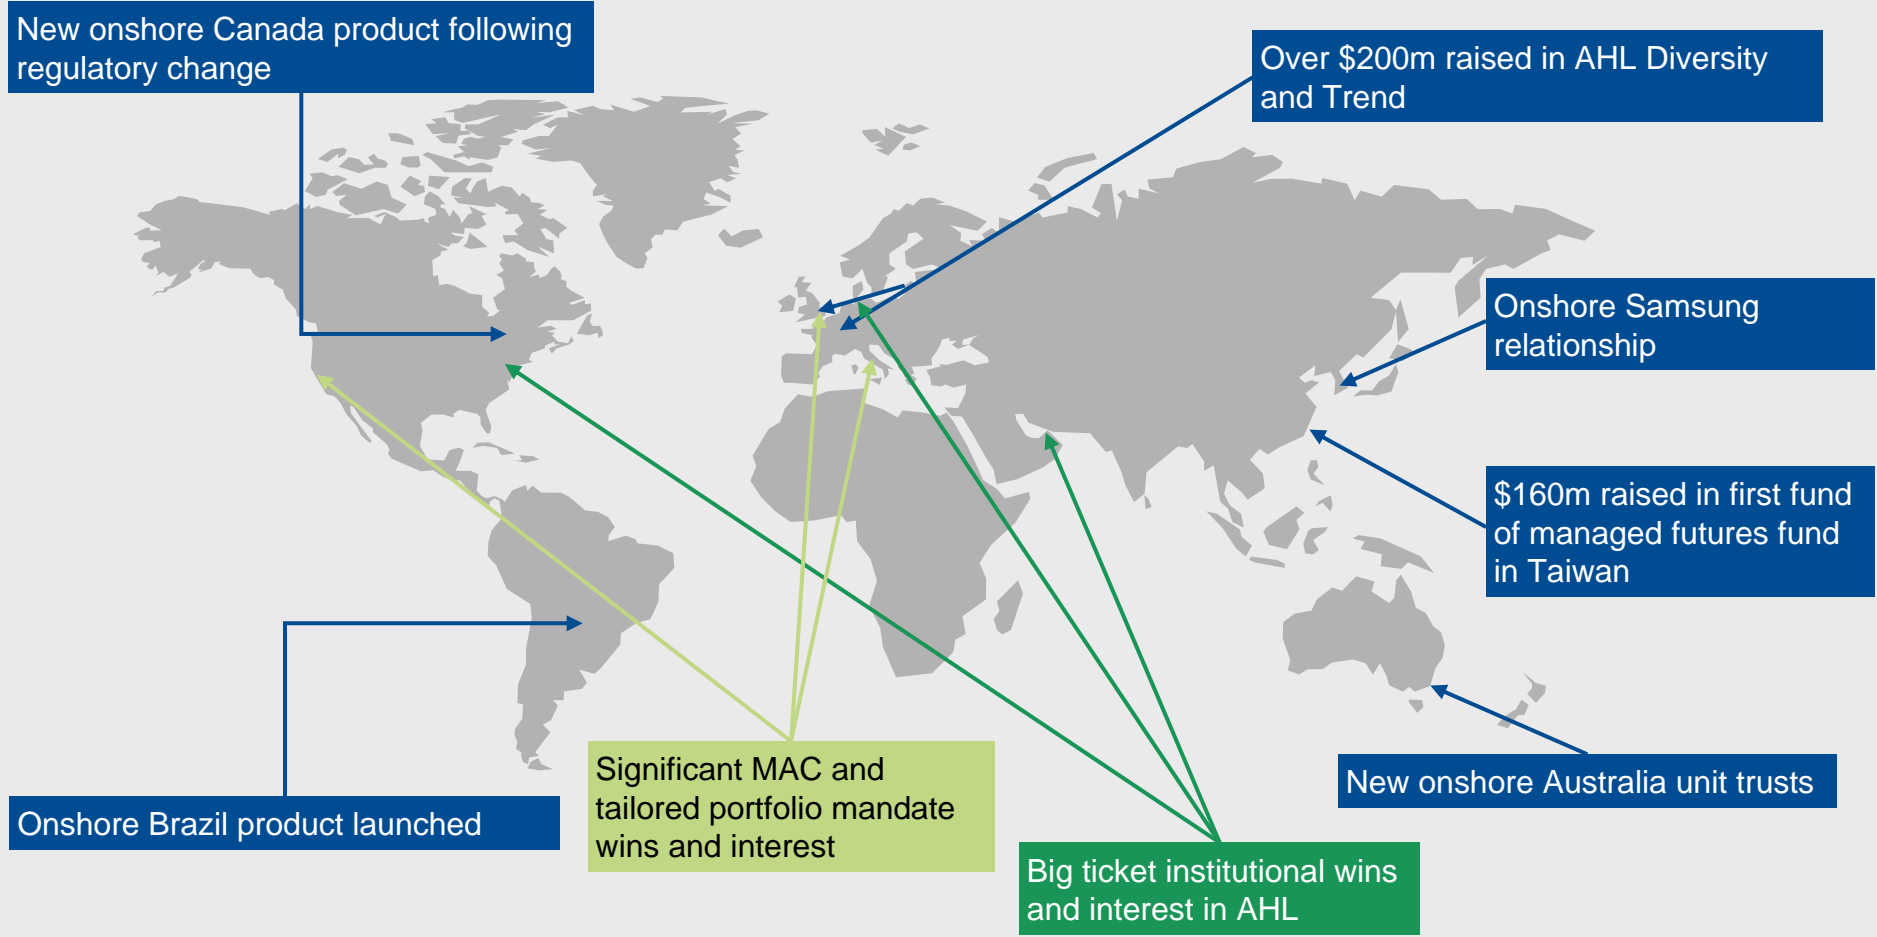 New onshore Canada product following
regulatory change
Over $200m raised in AHL Diversity
and Trend
Onshore Samsung
relationship
$160m raised in first fund
of managed futures fund
in Taiwan
New onshore Australia unit trusts
Onshore Brazil product launched
Significant MAC and
tailored portfolio mandate
wins and interest
Big ticket institutional wins
and interest in AHL